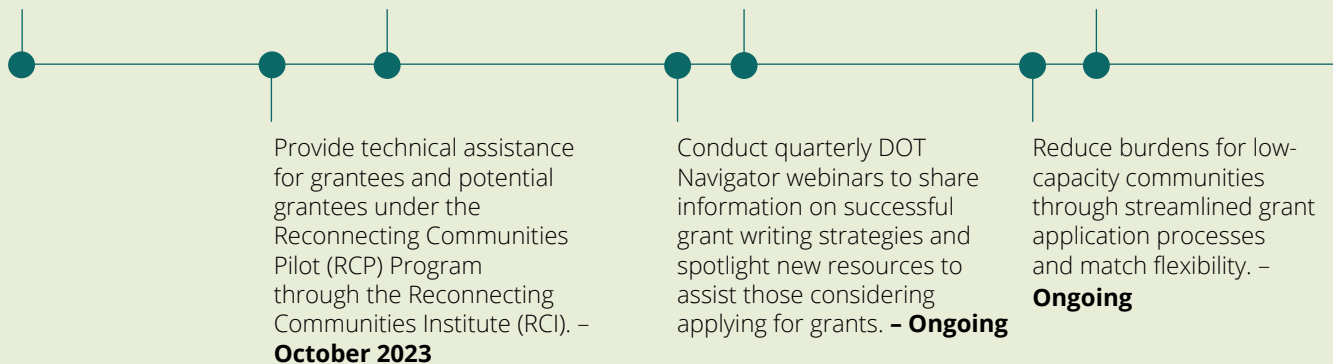 Provide technical assistance
for grantees and potential
grantees under the
Reconnecting Communities
Pilot (RCP) Program
through the Reconnecting
Communities Institute (RCI). –
October 2023
Conduct quarterly DOT
Navigator webinars to share
information on successful
grant writing strategies and
spotlight new resources to
assist those considering
applying for grants. – Ongoing
Reduce burdens for low-
capacity communities
through streamlined grant
application processes
and match flexibility. –
Ongoing